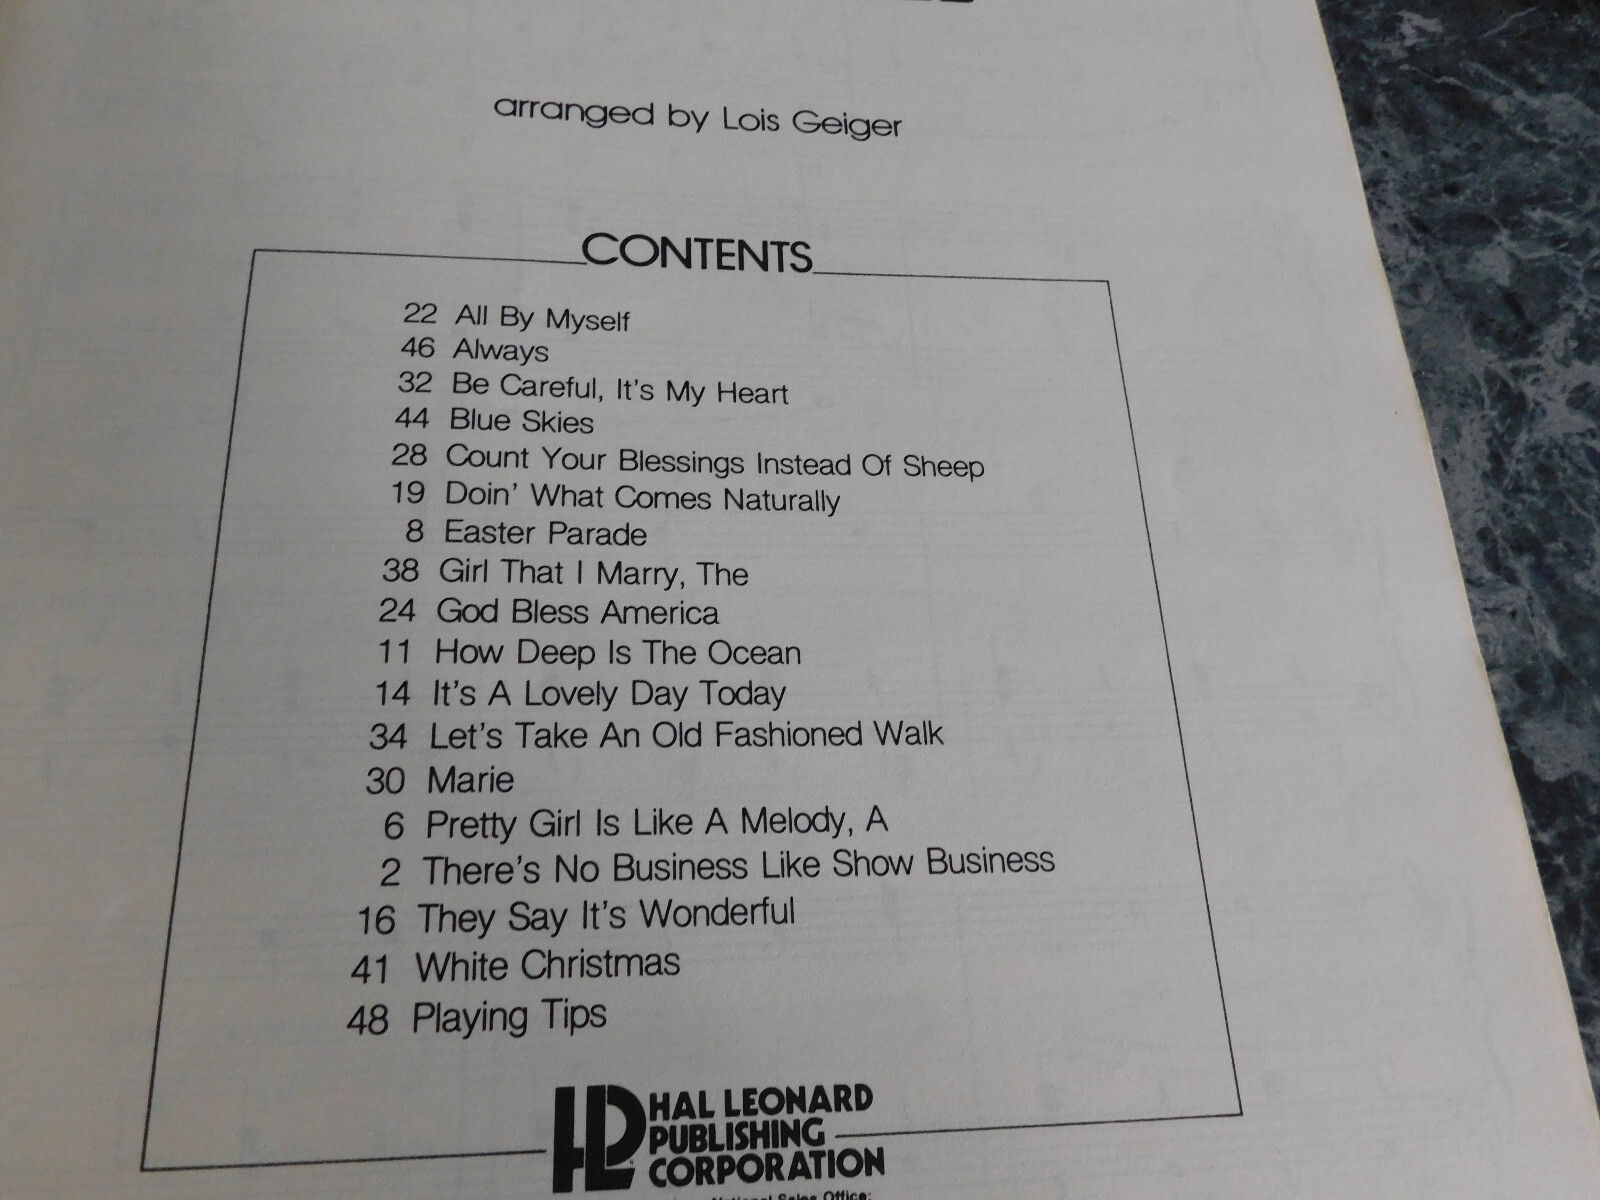 arranged by Lois Geiger
CONTENTS
22 All By Myself
46 Always
32 Be Careful, It's My Heart
44 Blue Skies
28 Count Your Blessings Instead Of Sheep
19 Doin' What Comes Naturally
8 Easter Parade
38 Girl That I Marry, The
24 God Bless America
11 How Deep Is The Ocean
14 It's A Lovely Day Today
34 Let's Take An Old Fashioned Walk
30 Marie
6 Pretty Girl Is Like A Melody, A
2 There's No Business Like Show Business
16 They Say It's Wonderful
41 White Christmas
48 Playing Tips
HL HAL LEONARD
PUBLISHING
CORPORATION
National Sales Office: